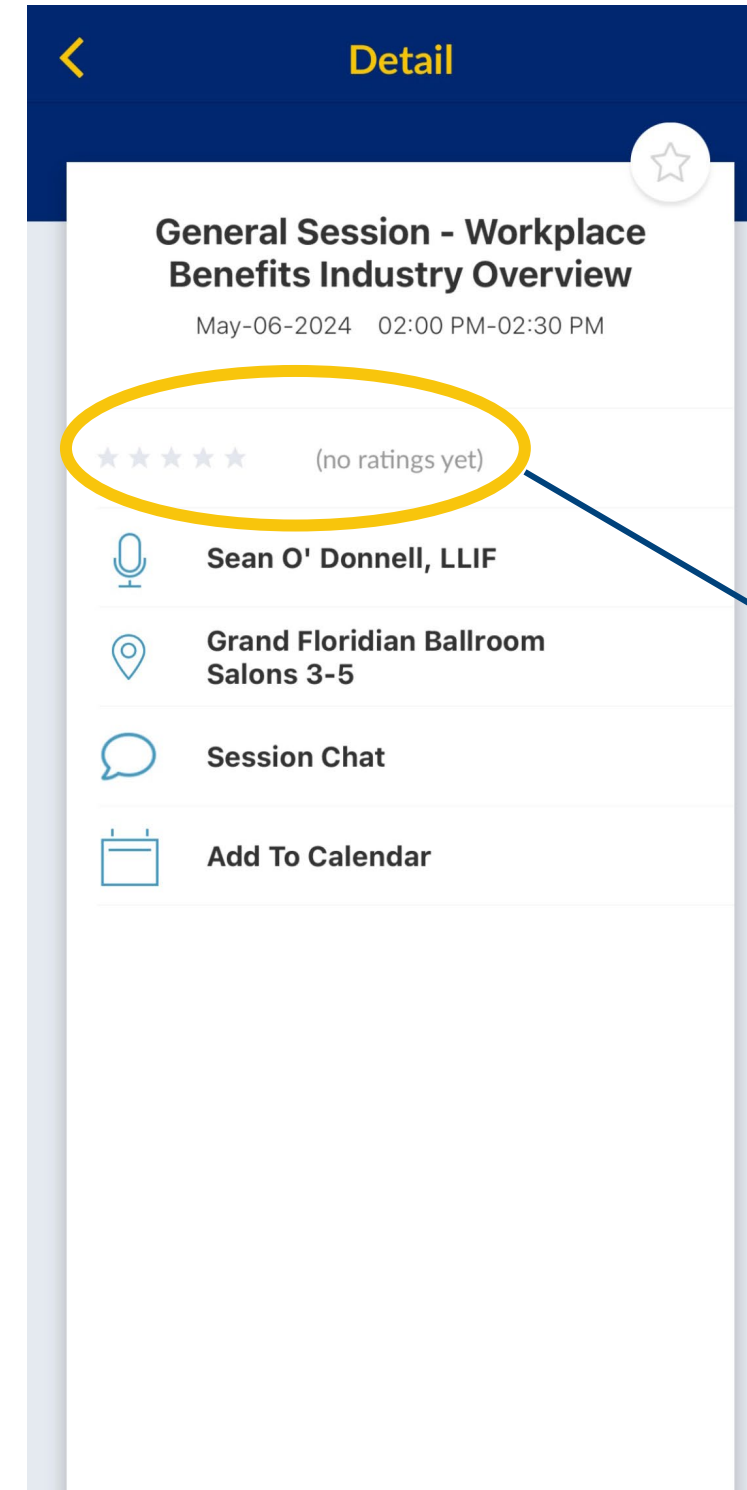 Detail
General Session - Workplace
Benefits Industry Overview
May-06-2024 02:00 PM-02:30 PM
(no ratings yet)
Sean O' Donnell, LLIF
Grand Floridian Ballroom
Salons 3-5
Session Chat
Add To Calendar